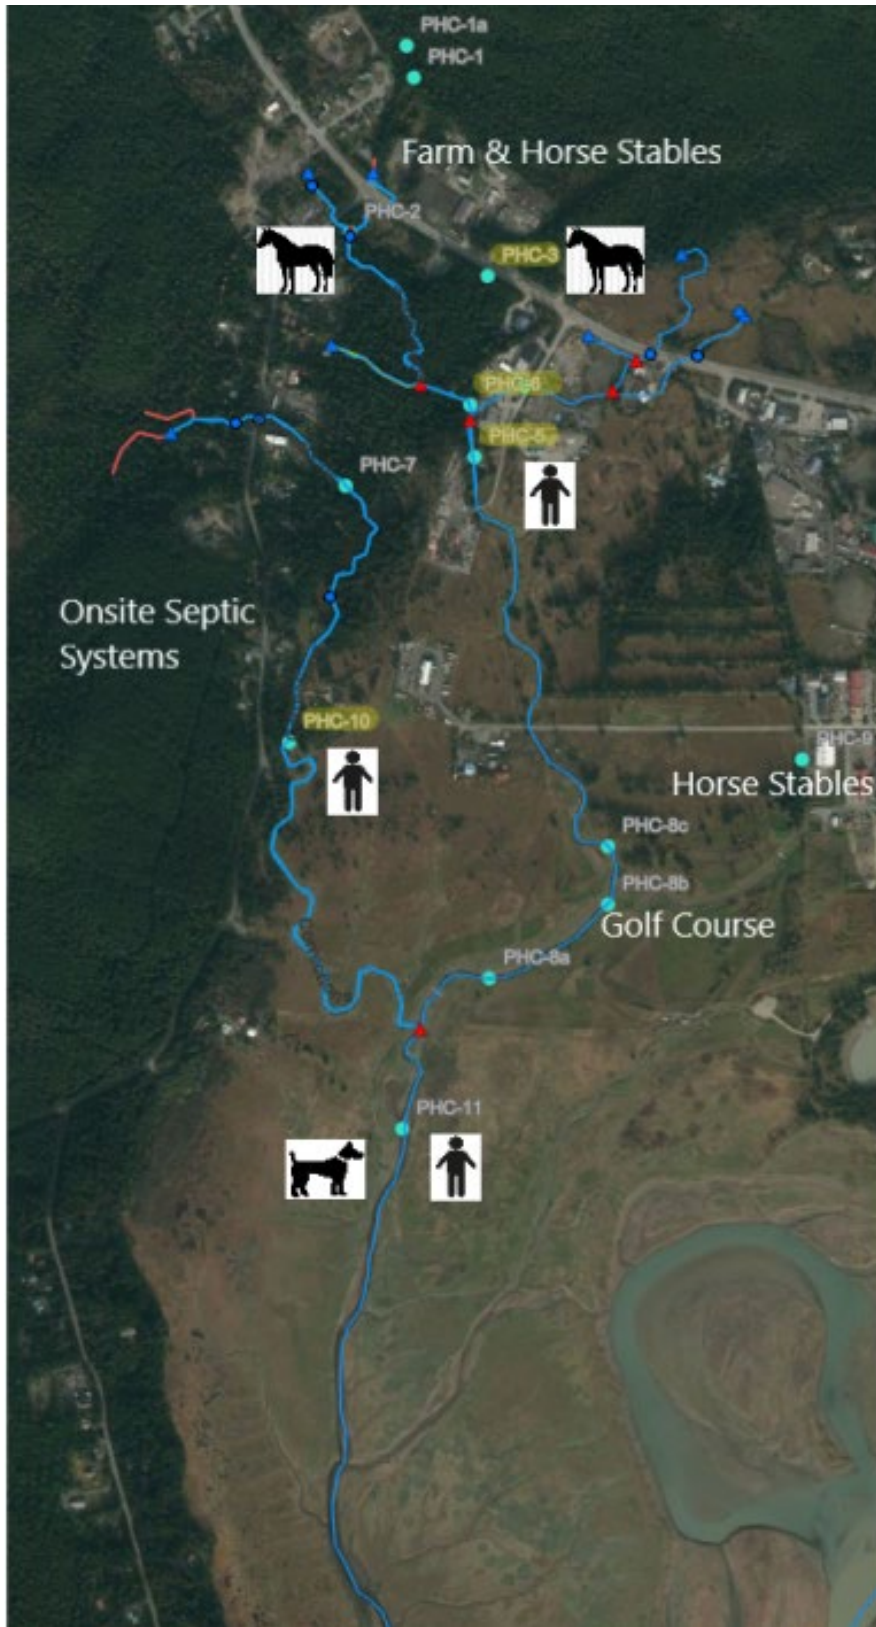 PHC-1a
PHC-1
Farm & Horse Stables
PHC-2
PHC-3
PHC-6
PHC-5
PHC-7
Onsite Septic
Systems
PHC-10
PHC-9
Horse Stables
PHC-8c
PHC-8b
Golf Course
PHC-8a
PHC-11